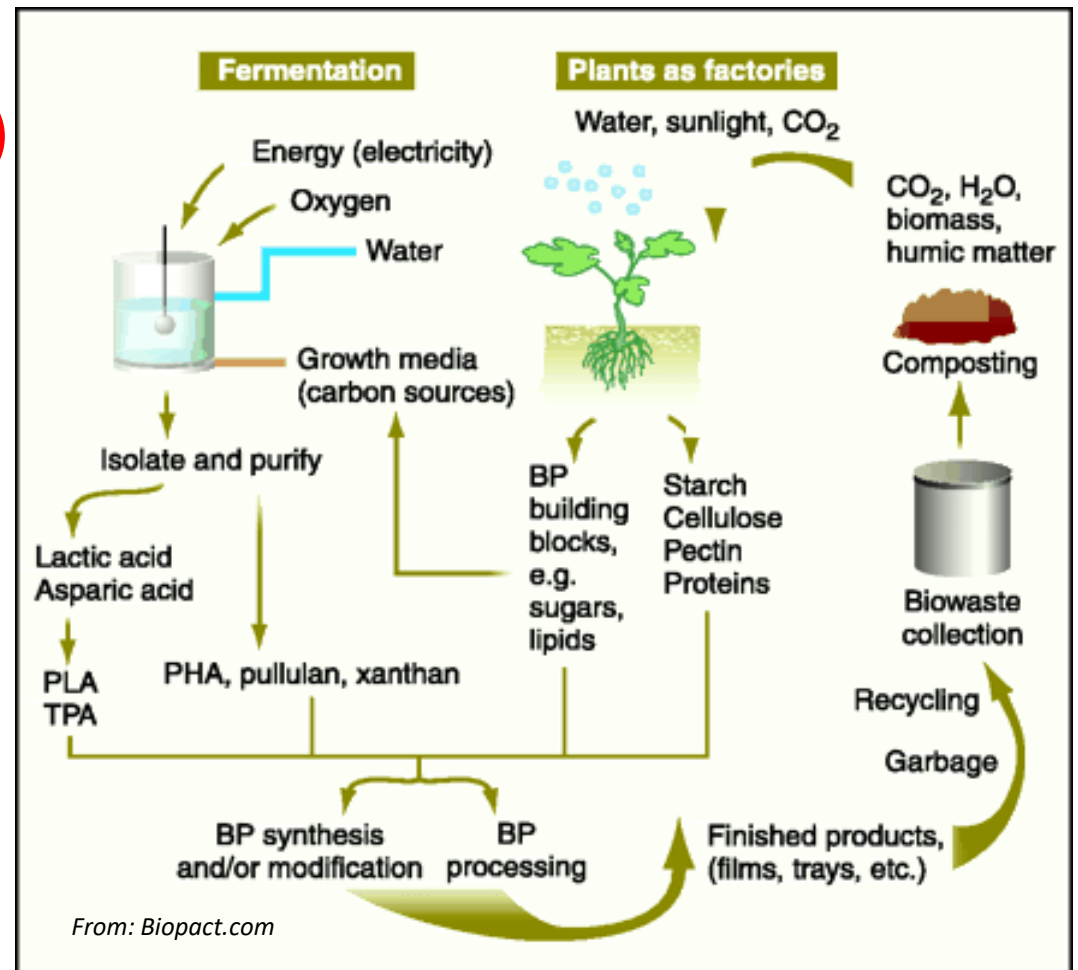 Fermentation
Energy (electricity)
Oxygen
Water
Growth media
(carbon sources)
Isolate and purify
Lactic acid
Asparic acid
PLA
TPA
PHA, pullulan, xanthan
Plants as factories
Water, sunlight, CO₂
BP
building
blocks,
e.g.
sugars,
lipids
Starch
Cellulose
Pectin
Proteins
CO₂, H₂O,
biomass,
humic matter
Composting
Biowaste
collection
Recycling
Garbage
BP synthesis
and/or modification
BP
processing
Finished products,
(films, trays, etc.)
From: Biopact.com